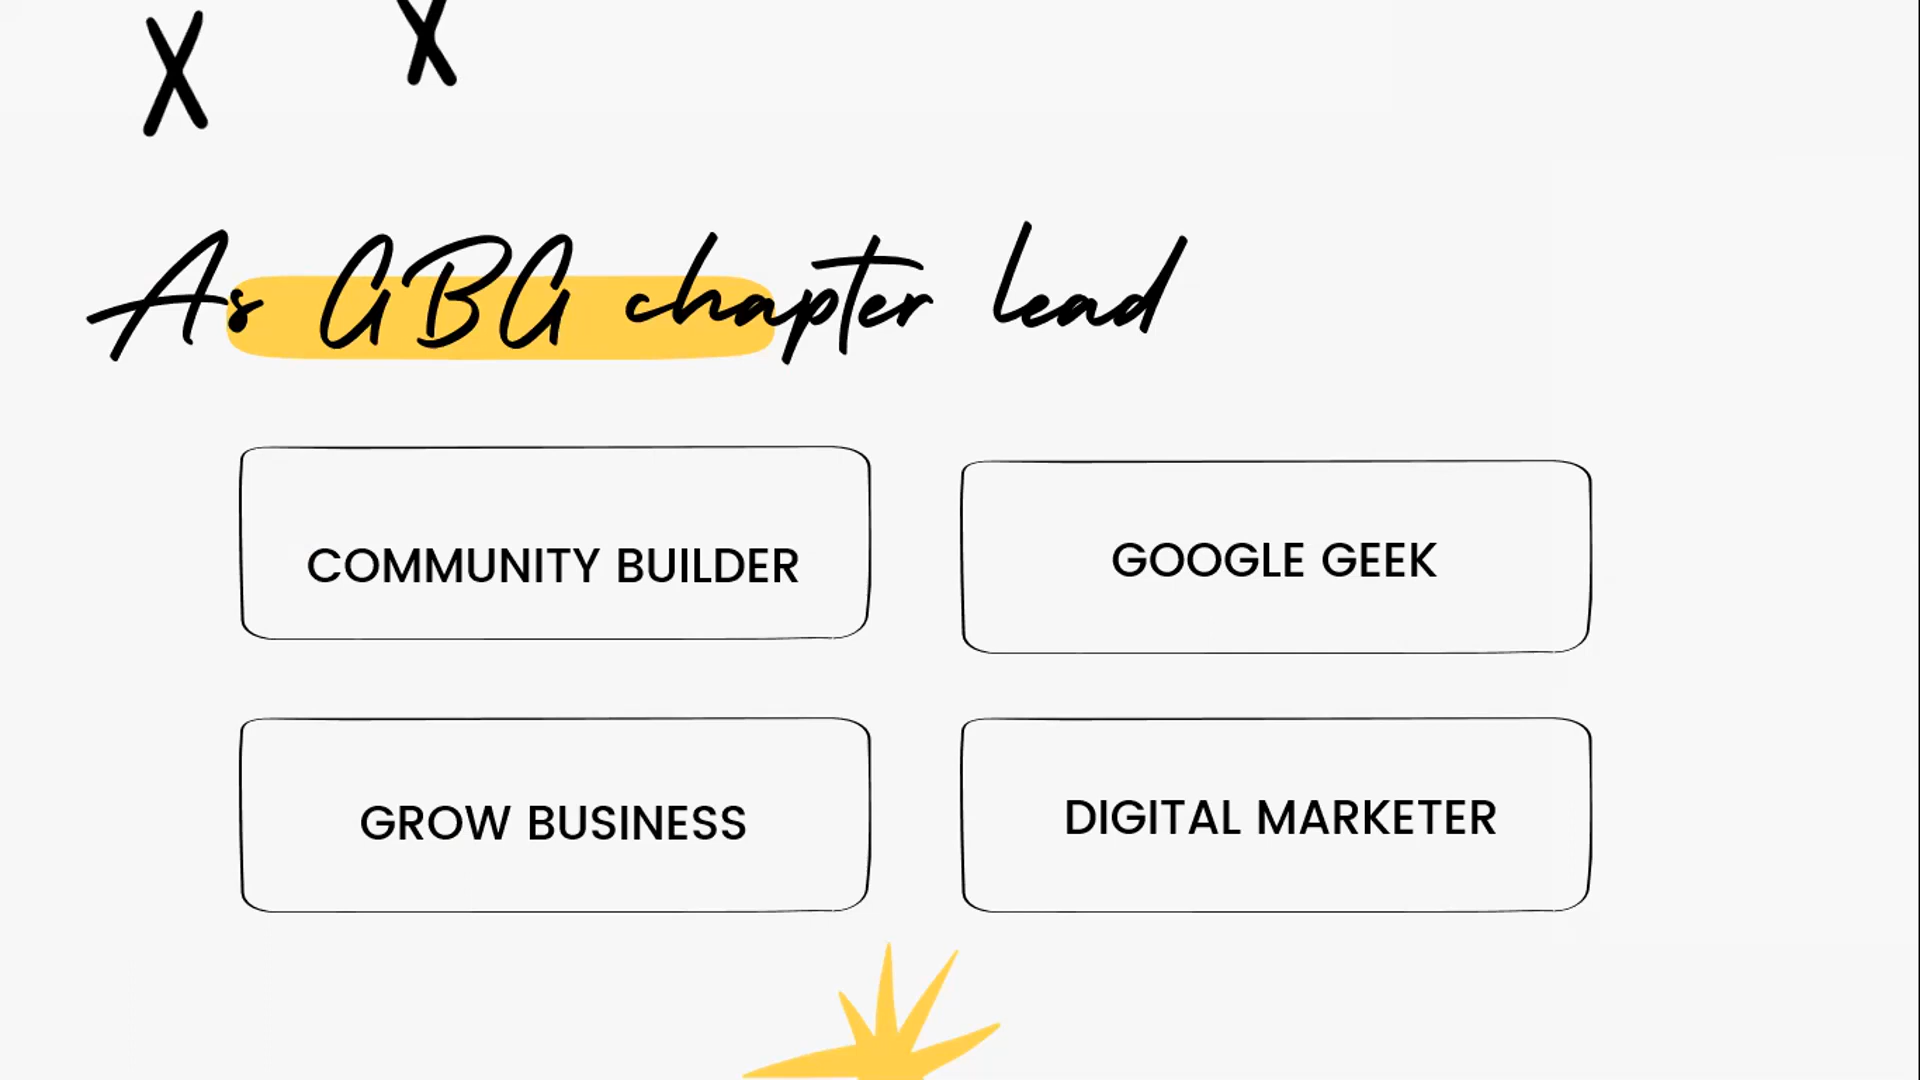 X X
As GBG chapter lead
COMMUNITY BUILDER
GOOGLE GEEK
GROW BUSINESS
DIGITAL MARKETER